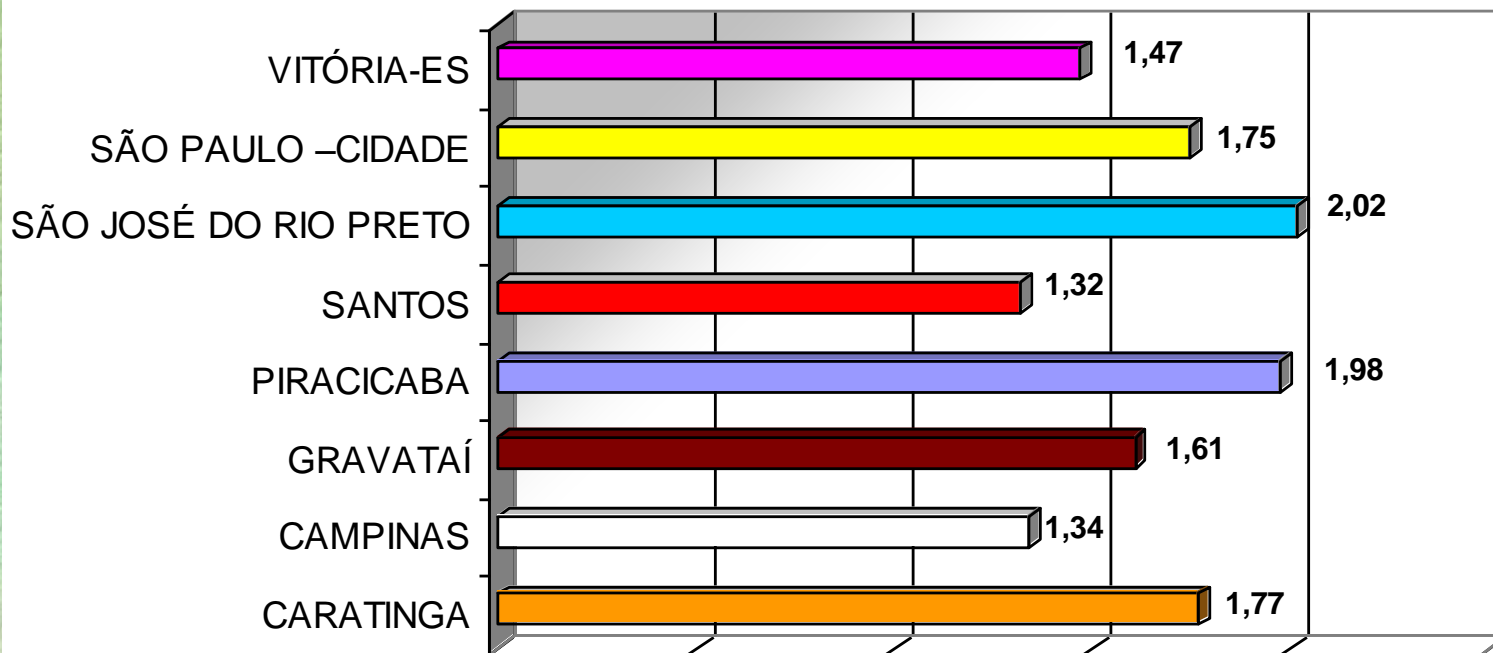 VITÓRIA-ES 1,47
SÃO PAULO –CIDADE 1,75
SÃO JOSÉ DO RIO PRETO 2,02
SANTOS 1,32
PIRACICABA 1,98
GRAVATAÍ 1,61
CAMPINAS 1,34
CARATINGA 1,77